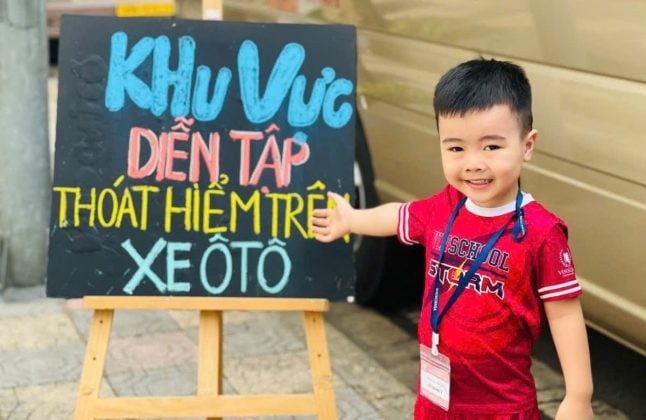 KHU VỰC
DIỄN TẬP
THOÁT HIỂM TRÊN
XE ÔTÔ
VINSCHOOL
STORM